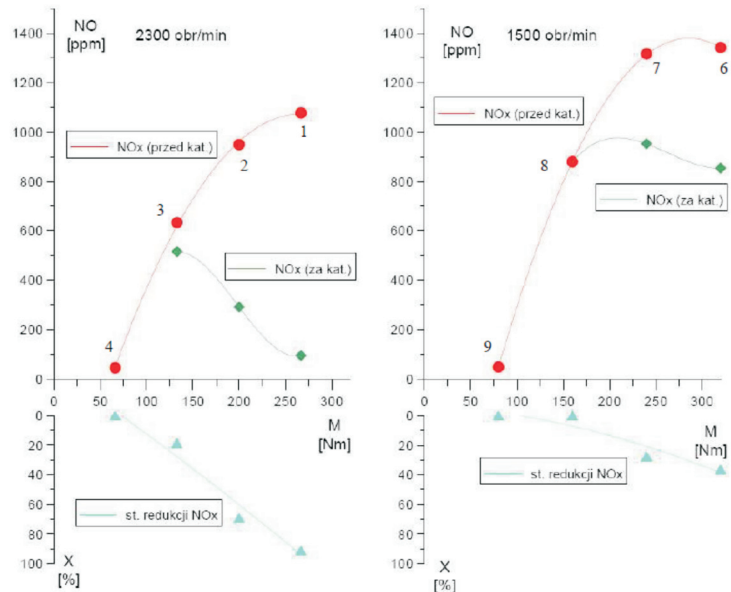 NO
[ppm]
2300 obr/min
1400
1200
1000
800
600
400
200
0
NOx (przed kat.)
NOx (za kat.)
1
2
3
4
0 50 100 150 200 250 300
M
[Nm]
0
20
40
60
80
100
st. redukcji NOx
X
[%]
NO
[ppm]
1500 obr/min
1400
1200
1000
800
600
400
200
0
NOx (przed kat.)
NOx (za kat.)
7
6
8
9
0 50 100 150 200 250 300
M
[Nm]
0
20
40
60
80
100
st. redukcji NOx
X
[%]